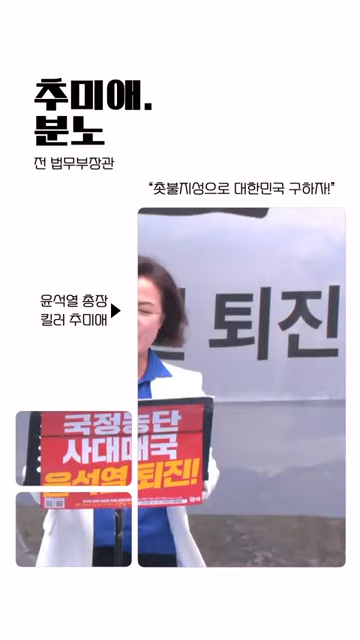 추미애.
분노
전 법무부장관
“촛불지성으로 대한민국 구하자!”
윤석열 총장
킬러 추미애
퇴진
국정농단
사대매국
윤석열 퇴진!